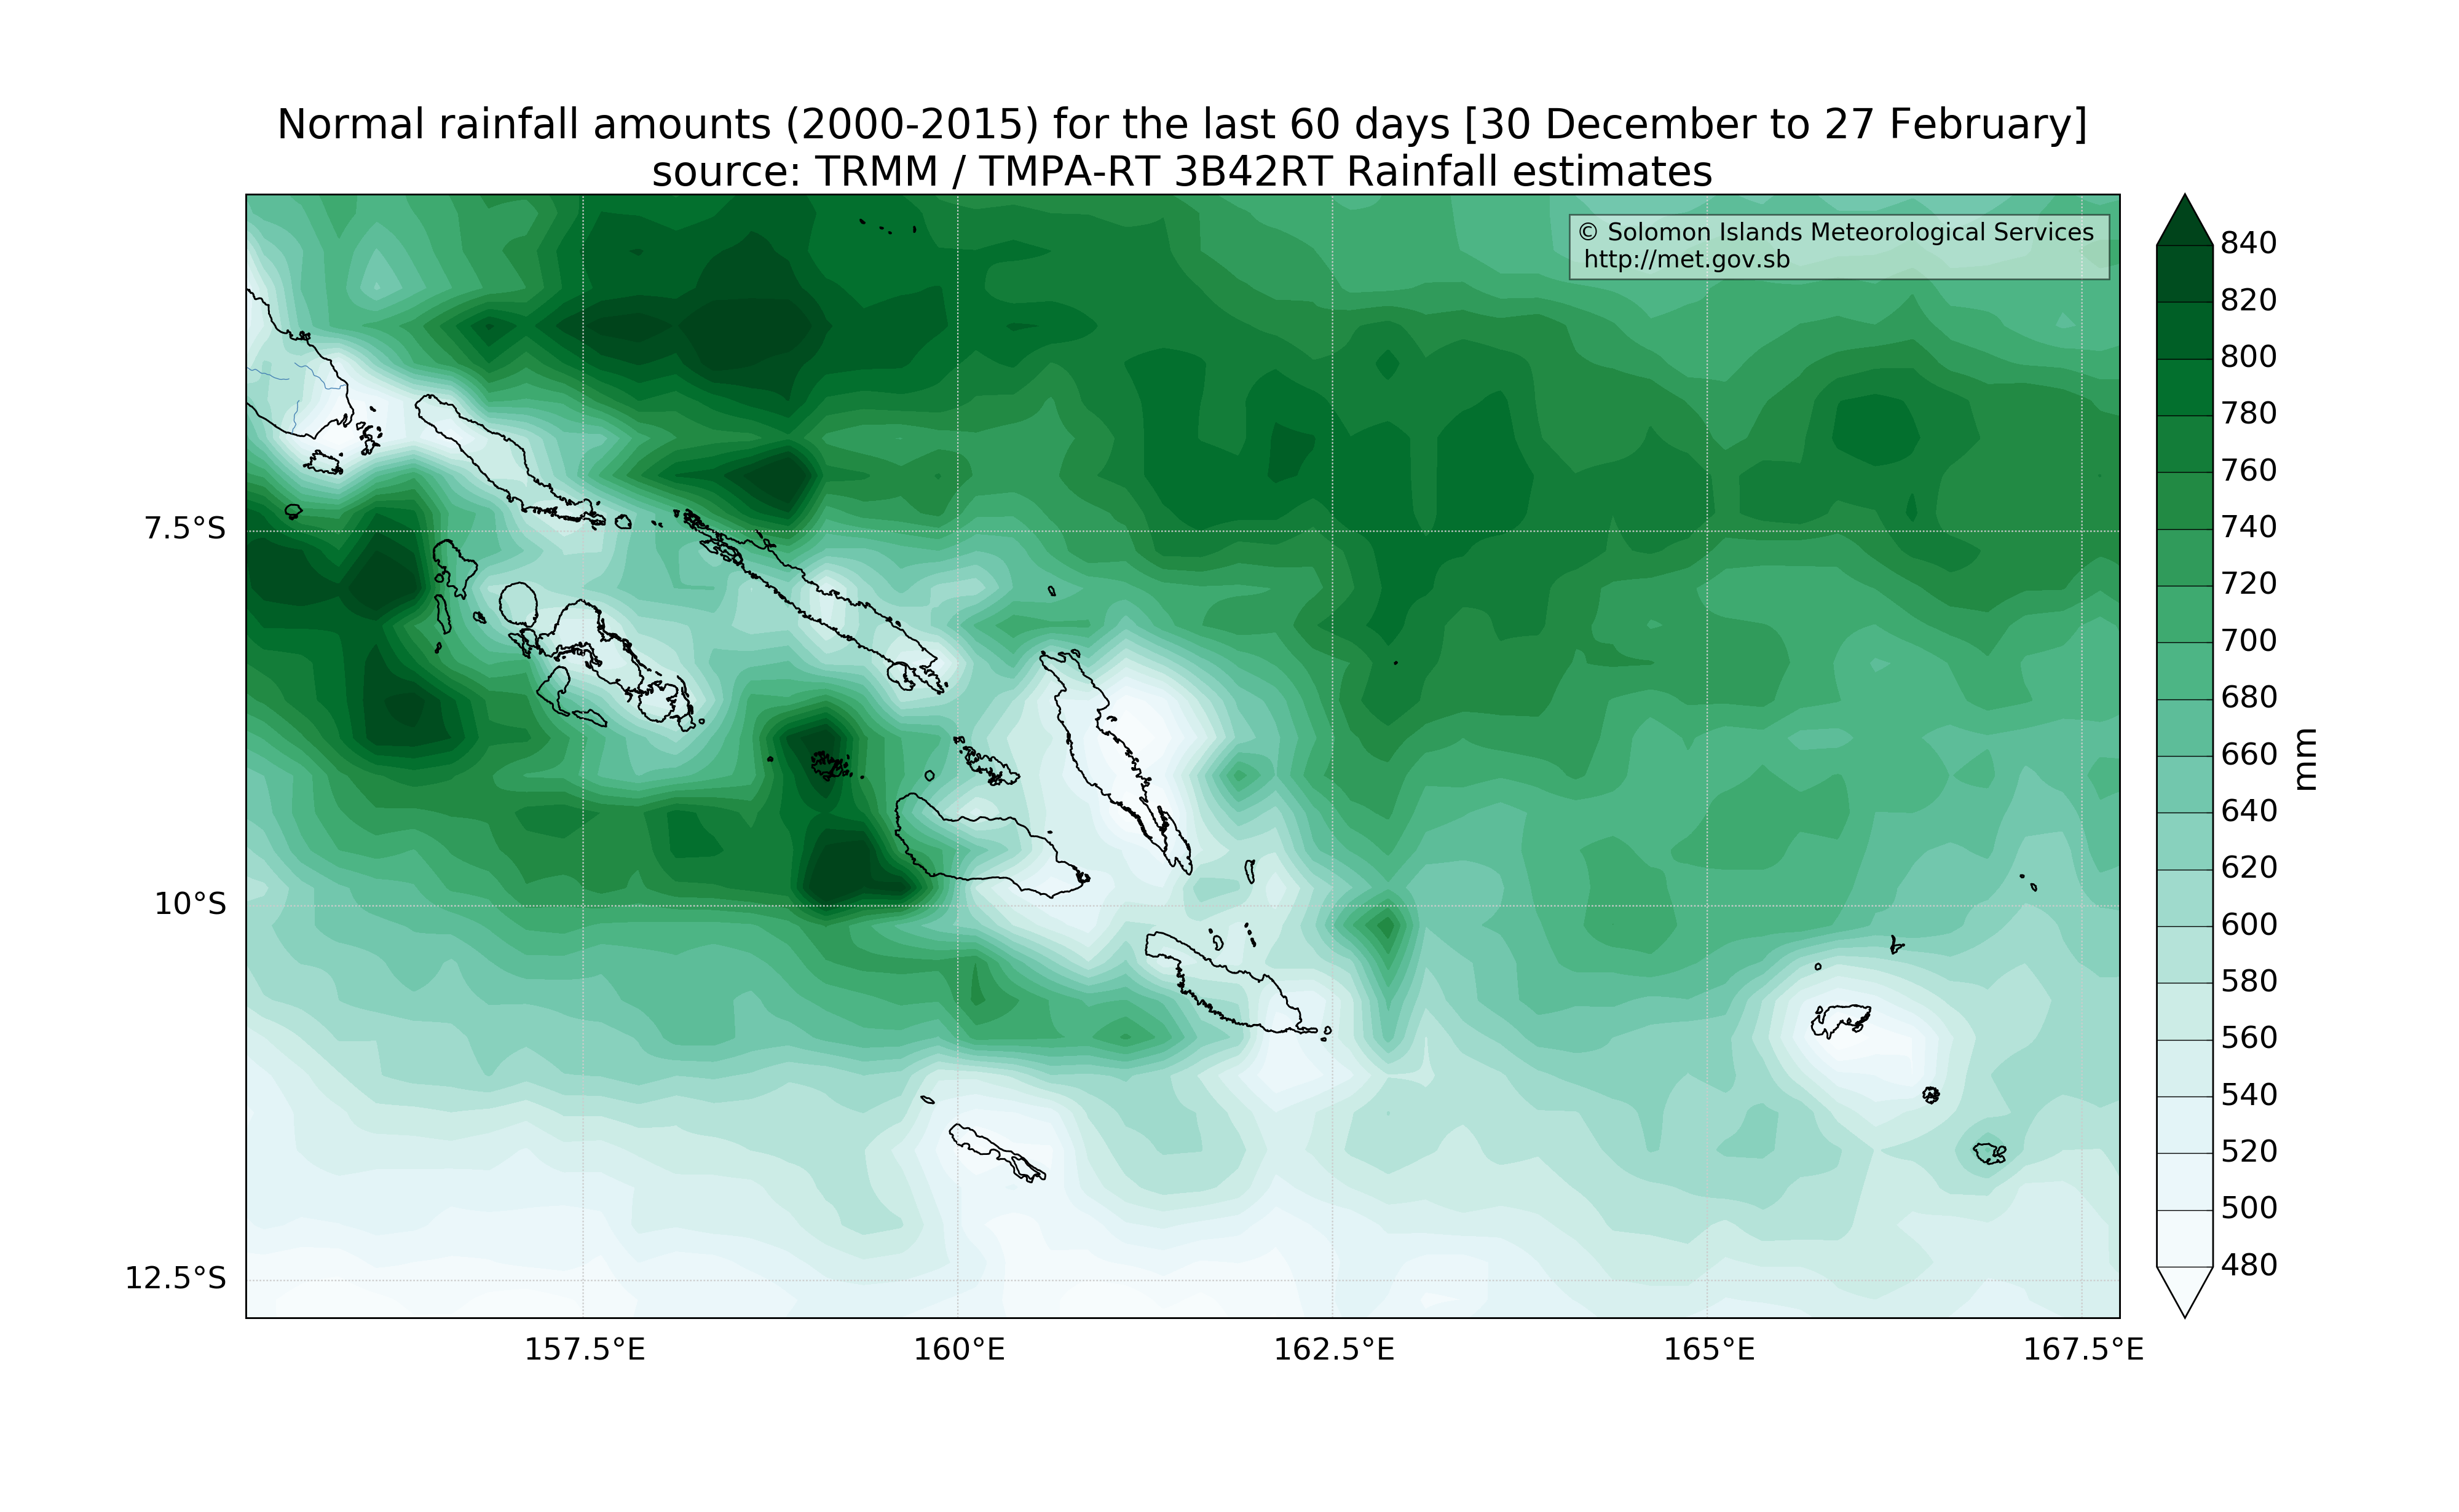 Normal rainfall amounts (2000-2015) for the last 60 days [30 December to 27 February]
source: TRMM / TMPA-RT 3B42RT Rainfall estimates
© Solomon Islands Meteorological Services
http://met.gov.sb
840
820
800
780
760
740
720
700
680
660
640
620
600
580
560
540
520
500
480
mm
7.5°S
10°S
12.5°S
157.5°E
160°E
162.5°E
165°E
167.5°E